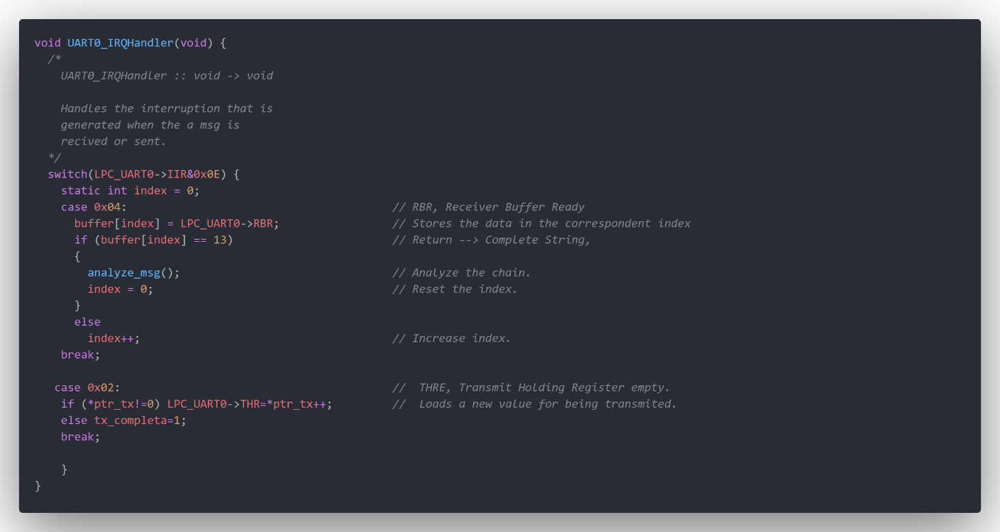 void UART0_IRQHandler(void) {
/*
UART0_IRQHandler :: void -> void
Handles the interruption that is
generated when the a msg is
recived or sent.
*/
switch(LPC_UART0->IIR&0x0E) {
static int index = 0;
case 0x04: // RBR, Receiver Buffer Ready
buffer[index] = LPC_UART0->RBR; // Stores the data in the correspondent index
if (buffer[index] == 13) // Return --> Complete String,
{
analyze_msg(); // Analyze the chain.
index = 0; // Reset the index.
}
else
index++; // Increase index.
break;
case 0x02: // THRE, Transmit Holding Register empty.
if (*ptr_tx!=0) LPC_UART0->THR=*ptr_tx++; // Loads a new value for being transmited.
else tx_completa=1;
break;
}
}